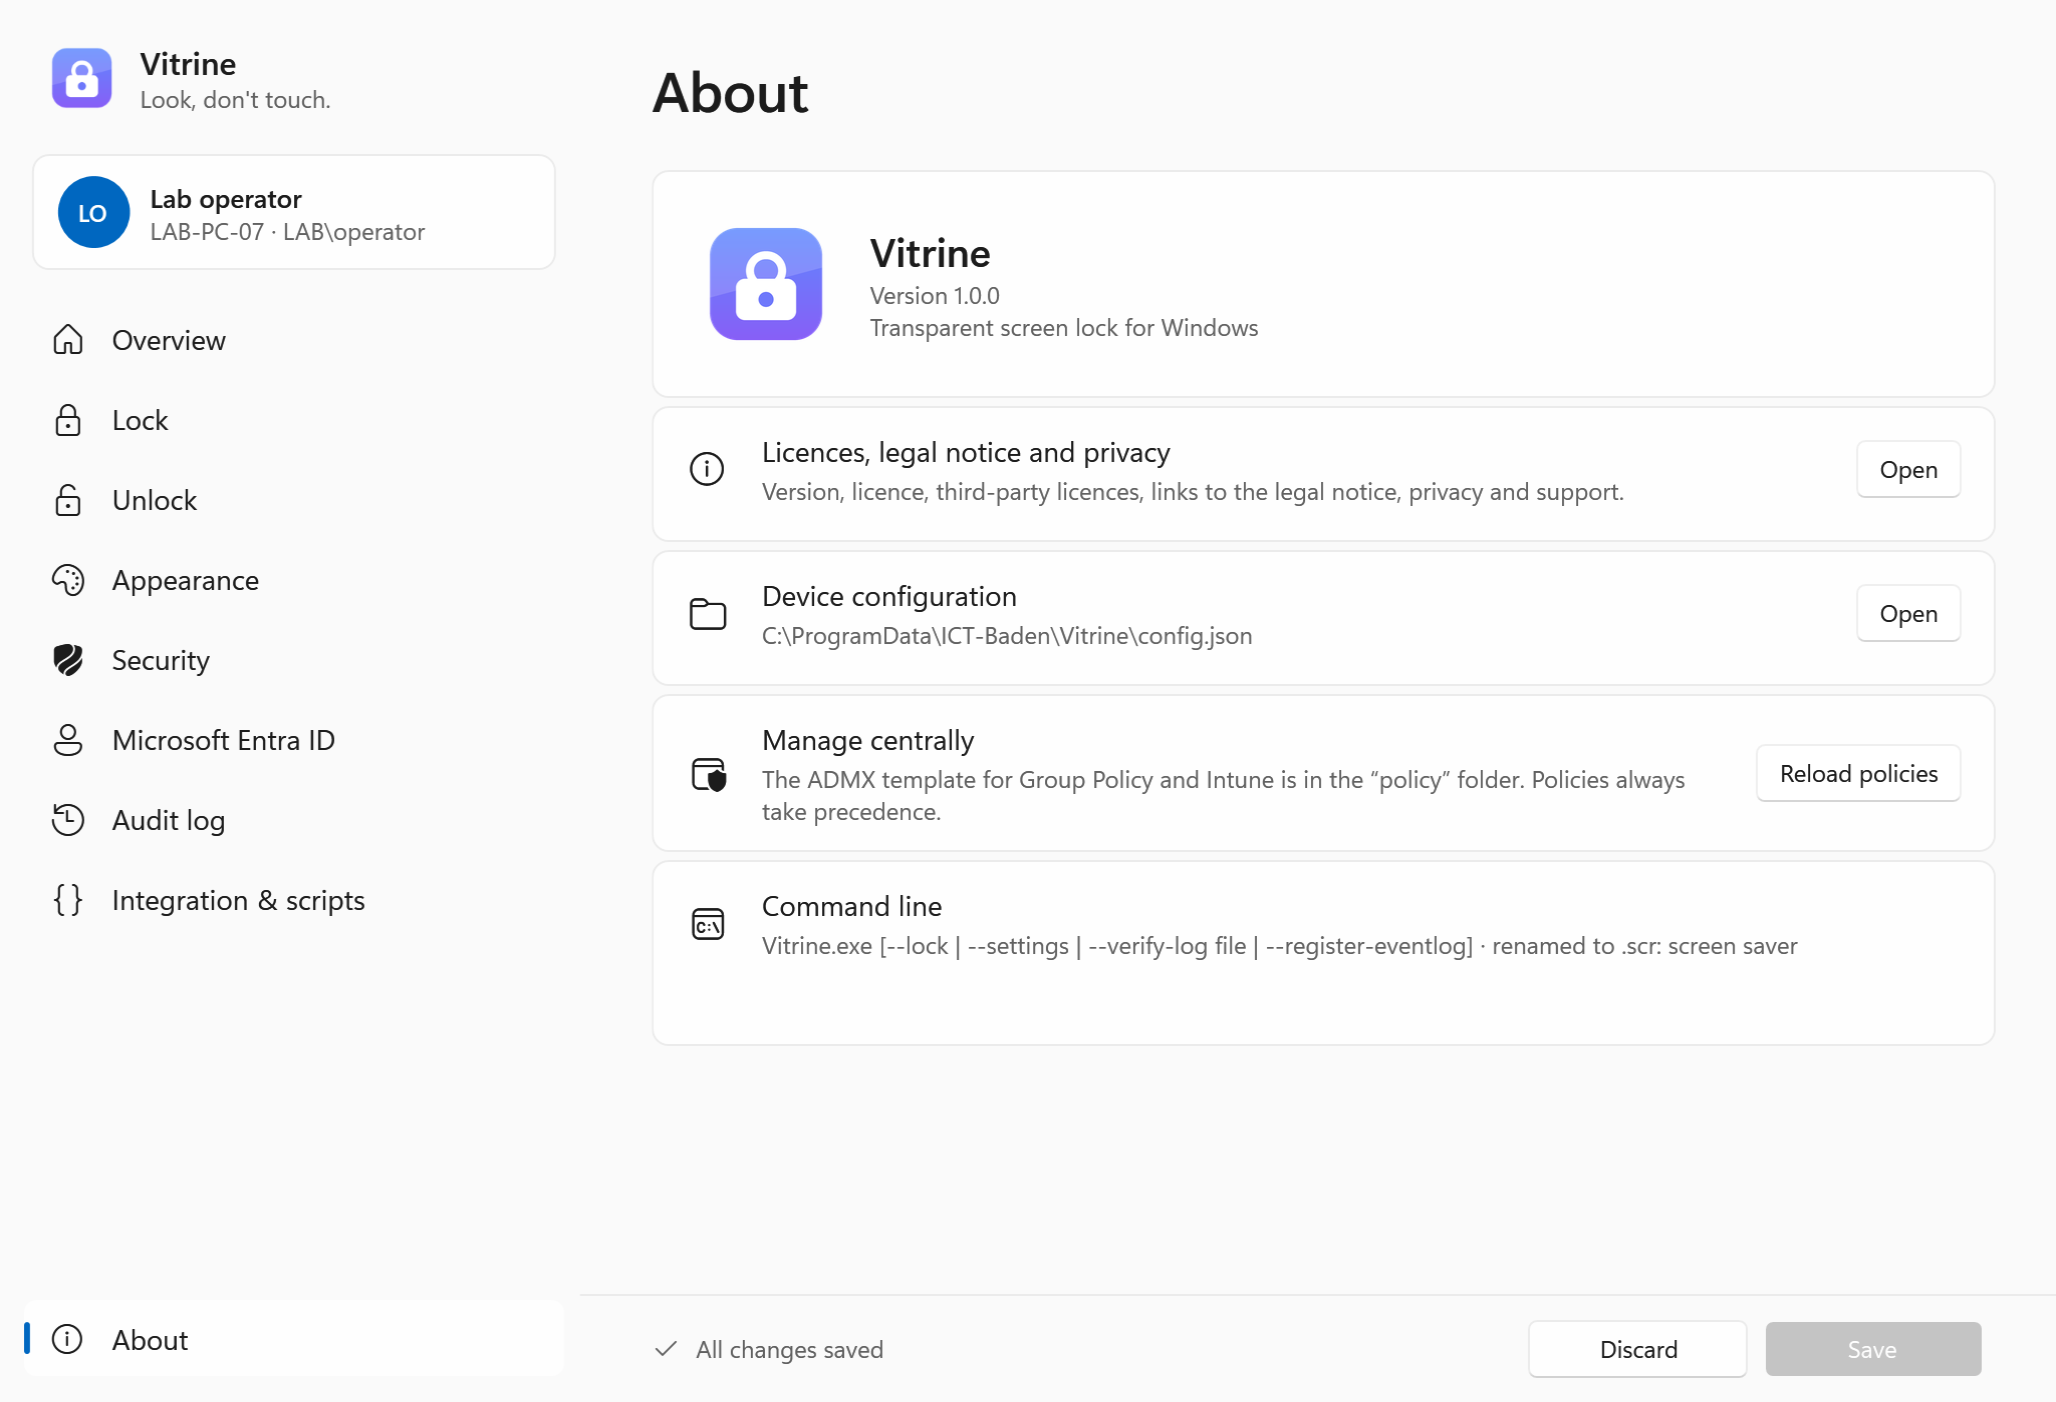 Vitrine
Look, don't touch.
LO
Lab operator
LAB-PC-07 · LAB\operator
Overview
Lock
Unlock
Appearance
Security
Microsoft Entra ID
Audit log
Integration & scripts
About
About
Vitrine
Version 1.0.0
Transparent screen lock for Windows
Licences, legal notice and privacy
Version, licence, third-party licences, links to the legal notice, privacy and support.
Open
Device configuration
C:\ProgramData\ICT-Baden\Vitrine\config.json
Open
Manage centrally
The ADMX template for Group Policy and Intune is in the “policy” folder. Policies always
take precedence.
Reload policies
C:\
Command line
Vitrine.exe [--lock | --settings | --verify-log file | --register-eventlog] · renamed to .scr: screen saver
All changes saved
Discard
Save